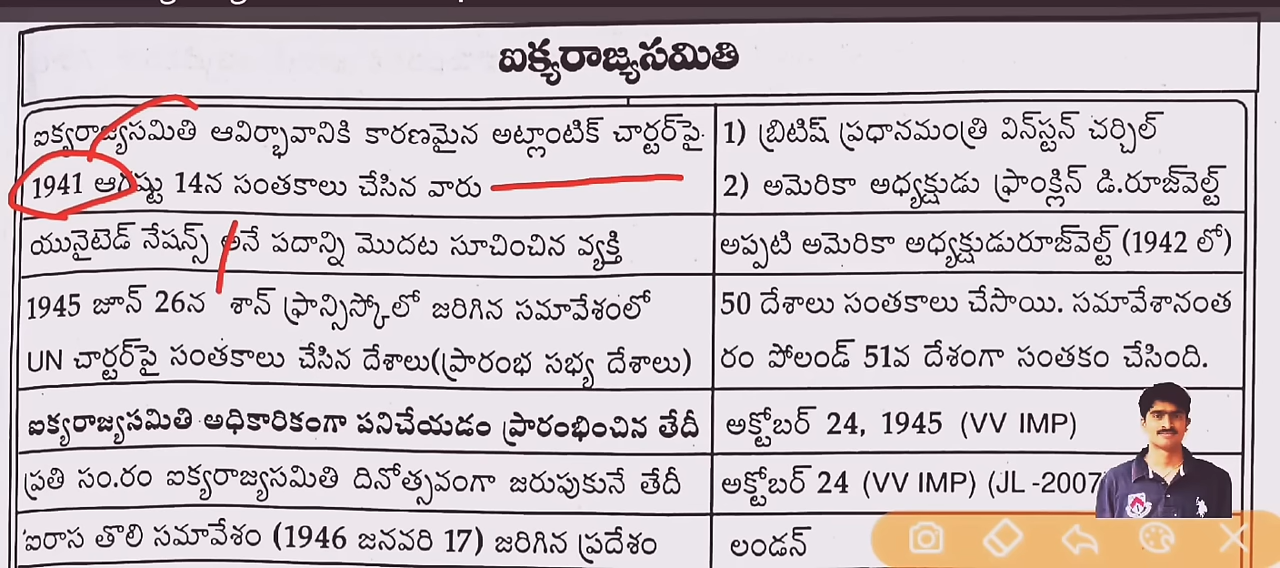 ఐక్యరాజ్యసమితి
ఐక్యరాజ్యసమితి ఆవిర్భావానికి కారణమైన అట్లాంటిక్ చార్టర్‌పై
1941 ఆగష్టు 14న సంతకాలు చేసిన వారు
1) బ్రిటిష్ ప్రధానమంత్రి విన్‌స్టన్ చర్చిల్
2) అమెరికా అధ్యక్షుడు ఫ్రాంక్లిన్ డి.రూజ్‌వెల్ట్
యునైటెడ్ నేషన్స్ అనే పదాన్ని మొదట సూచించిన వ్యక్తి
అప్పటి అమెరికా అధ్యక్షుడురూజ్‌వెల్ట్ (1942 లో)
1945 జూన్ 26న శాన్ ఫ్రాన్సిస్కోలో జరిగిన సమావేశంలో
UN చార్టర్‌పై సంతకాలు చేసిన దేశాలు(ప్రారంభ సభ్య దేశాలు)
50 దేశాలు సంతకాలు చేసాయి. సమావేశానంత
రం పోలండ్ 51వ దేశంగా సంతకం చేసింది.
ఐక్యరాజ్యసమితి అధికారికంగా పనిచేయడం ప్రారంభించిన తేదీ
అక్టోబర్ 24, 1945 (VV IMP)
ప్రతి సం.రం ఐక్యరాజ్యసమితి దినోత్సవంగా జరుపుకునే తేదీ
అక్టోబర్ 24 (VV IMP) (JL -2007
ఐరాస తొలి సమావేశం (1946 జనవరి 17) జరిగిన ప్రదేశం
లండన్